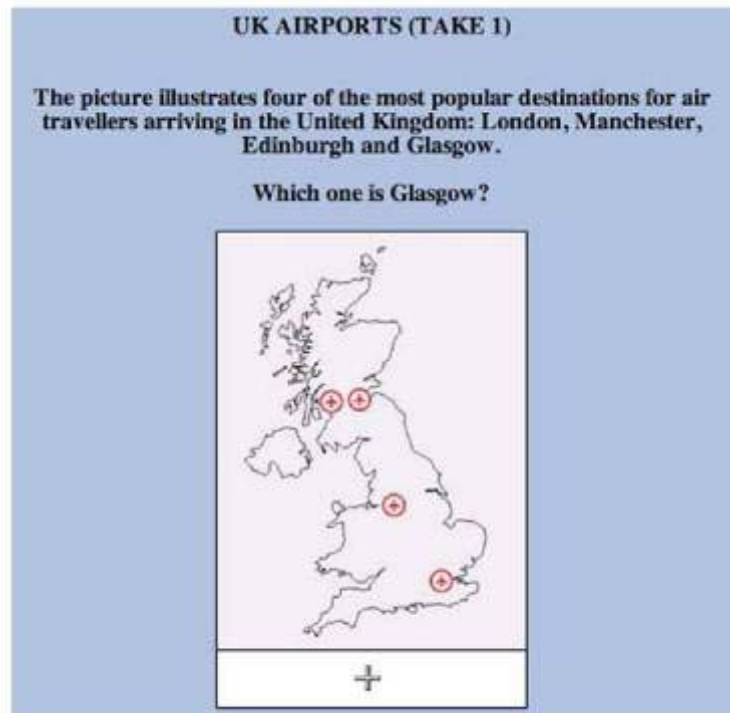 UK AIRPORTS (TAKE 1)
The picture illustrates four of the most popular destinations for air
travellers arriving in the United Kingdom: London, Manchester,
Edinburgh and Glasgow.
Which one is Glasgow?